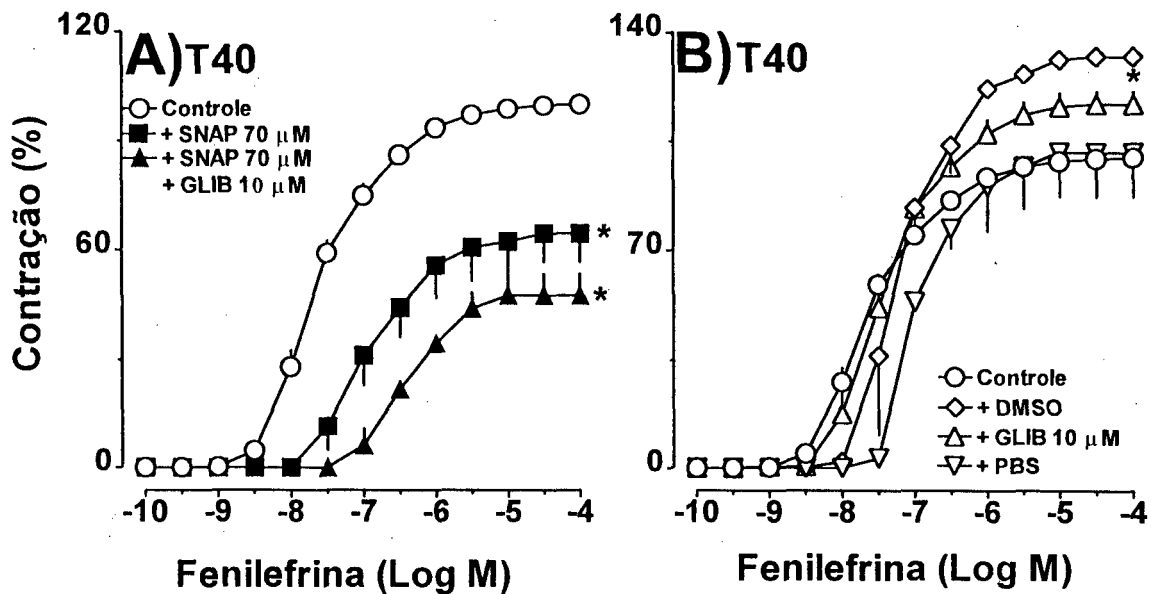 A) T40
120
60
0
Contração (%)
Controle
+ SNAP 70 µM
+ SNAP 70 µM
+ GLIB 10 µM
*
*
-10 -9 -8 -7 -6 -5 -4
Fenilefrina (Log M)
B) T40
140
70
0
*
Controle
+ DMSO
+ GLIB 10 µM
+ PBS
-10 -9 -8 -7 -6 -5 -4
Fenilefrina (Log M)